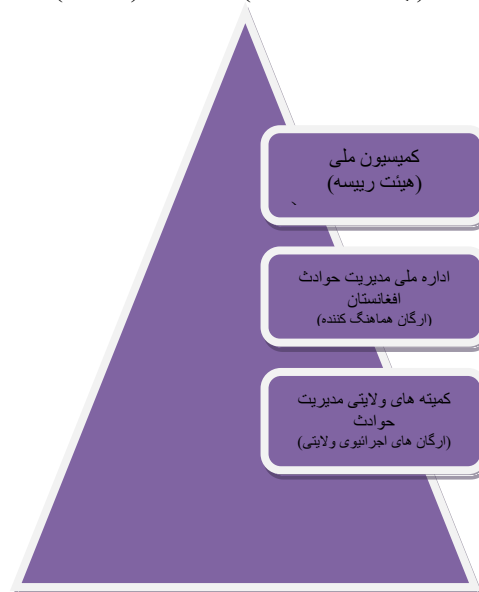 کمیسیون ملی
(هیئت رییسه)
`
اداره ملی مدیریت حوادث
افغانستان
(ارگان هماهنگ کننده)
کمیته های ولایتی مدیریت
حوادث
(ارگان های اجرائیوی ولایتی)